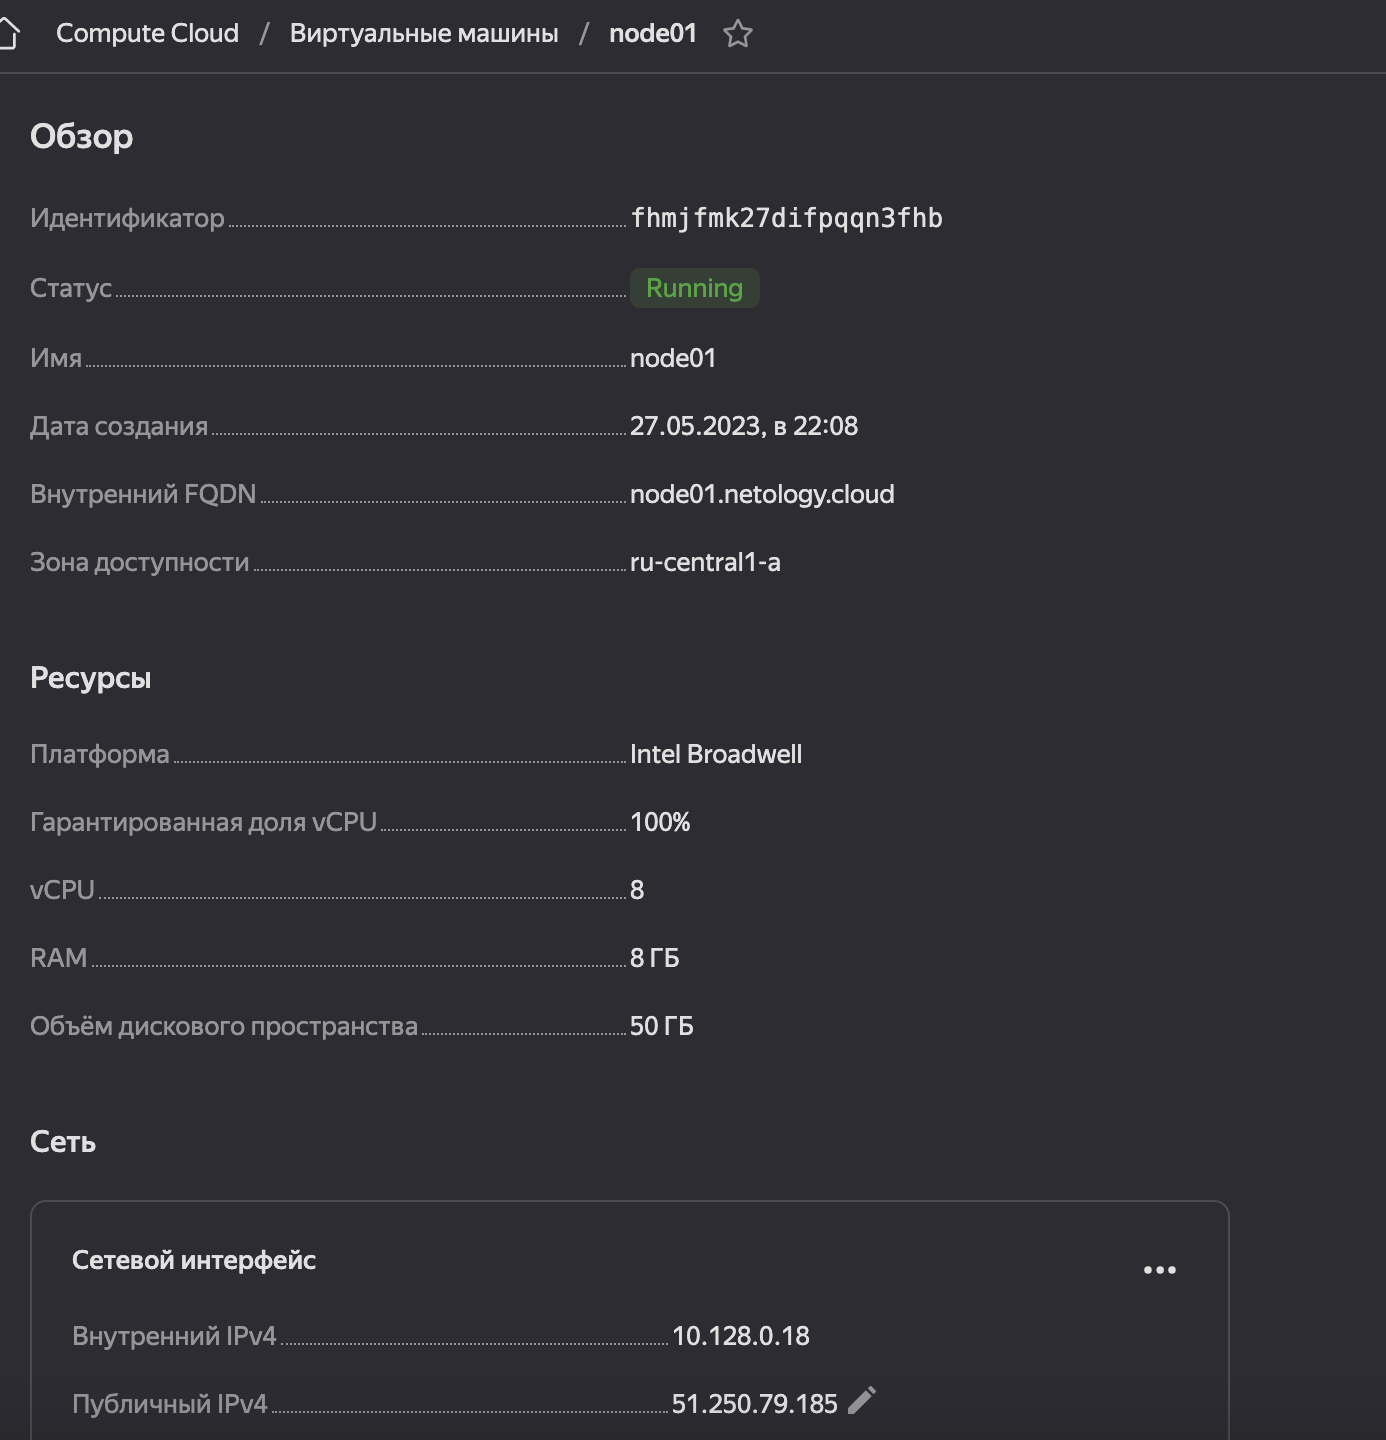 Compute Cloud / Виртуальные машины / node01
Обзор
Идентификатор fhmjfmk27difpqqn3fhb
Статус Running
Имя node01
Дата создания 27.05.2023, в 22:08
Внутренний FQDN node01.netology.cloud
Зона доступности ru-central1-a
Ресурсы
Платформа Intel Broadwell
Гарантированная доля vCPU 100%
vCPU 8
RAM 8 ГБ
Объём дискового пространства 50 ГБ
Сеть
Сетевой интерфейс
Внутренний IPv4 10.128.0.18
Публичный IPv4 51.250.79.185